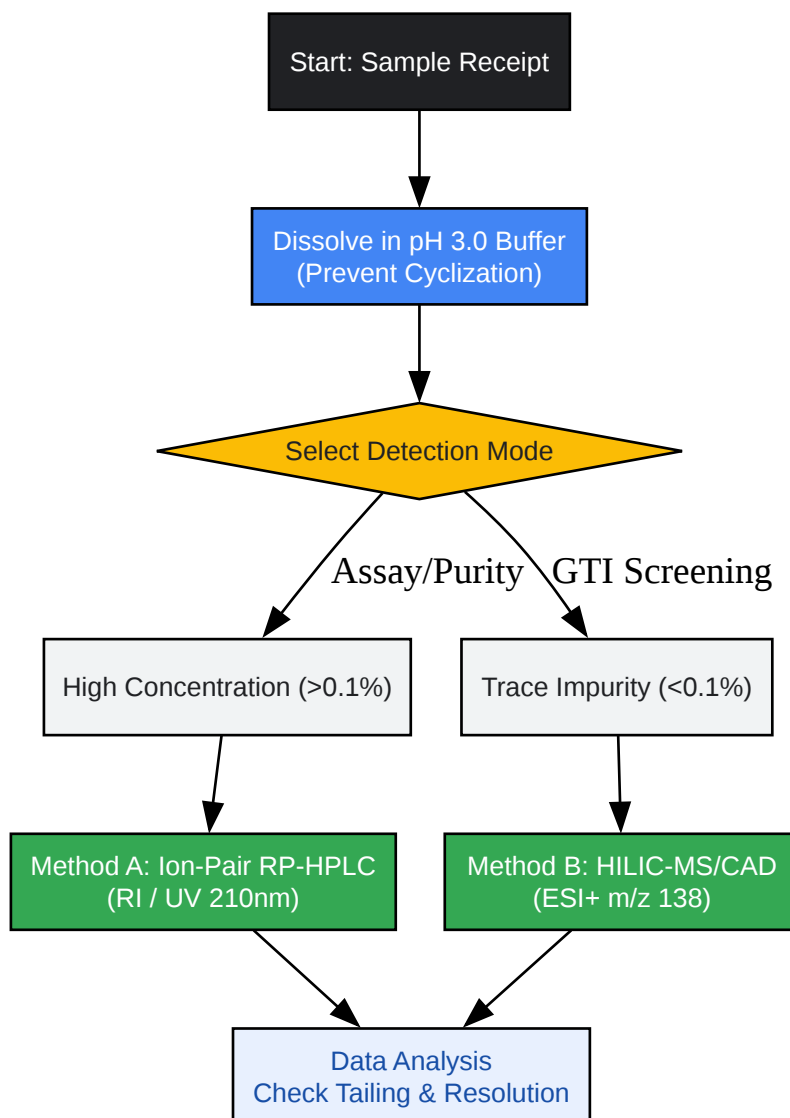 Start: Sample Receipt
Dissolve in pH 3.0 Buffer
(Prevent Cyclization)
Select Detection Mode
Assay/Purity
GTI Screening
High Concentration (>0.1%)
Trace Impurity (<0.1%)
Method A: Ion-Pair RP-HPLC
(RI / UV 210nm)
Method B: HILIC-MS/CAD
(ESI+ m/z 138)
Data Analysis
Check Tailing & Resolution